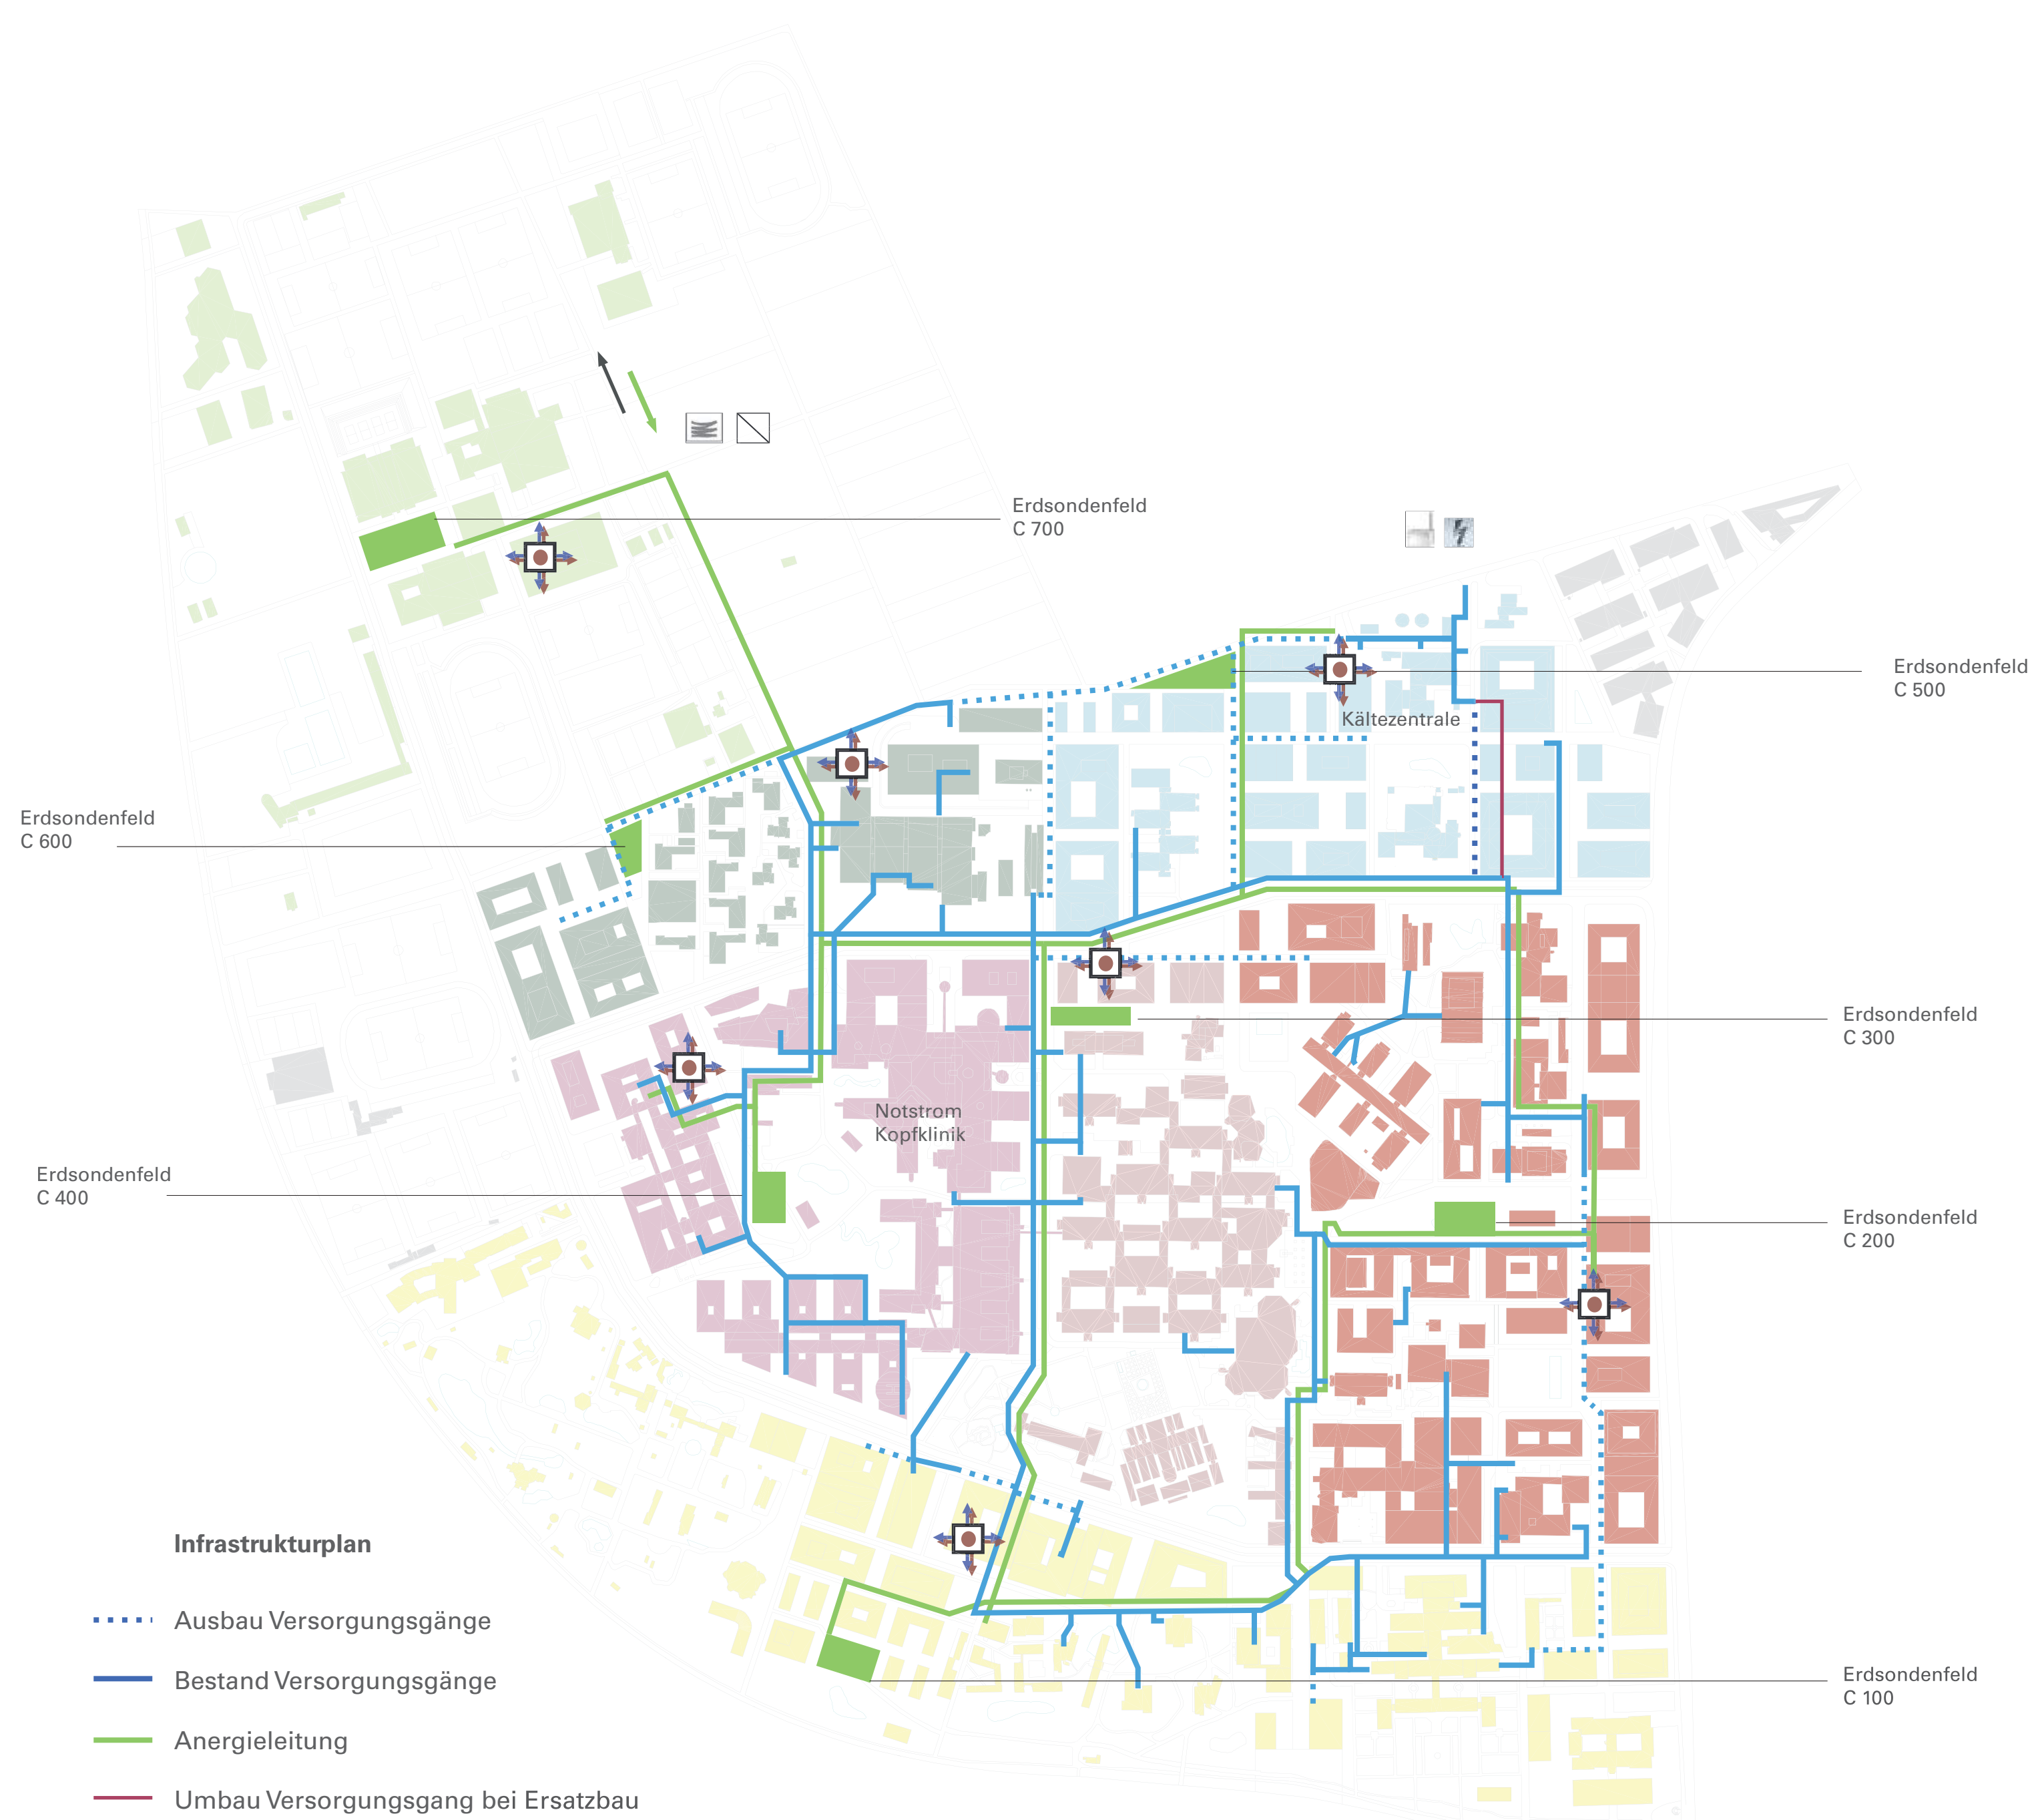 Erdsondenfeld
C 700
Erdsondenfeld
C 500
Kältezentrale
Erdsondenfeld
C 600
Erdsondenfeld
C 300
Notstrom
Kopfklinik
Erdsondenfeld
C 400
Erdsondenfeld
C 200
Erdsondenfeld
C 100
Infrastrukturplan
Ausbau Versorgungsgänge
Bestand Versorgungsgänge
Anergieleitung
Umbau Versorgungsgang bei Ersatzbau